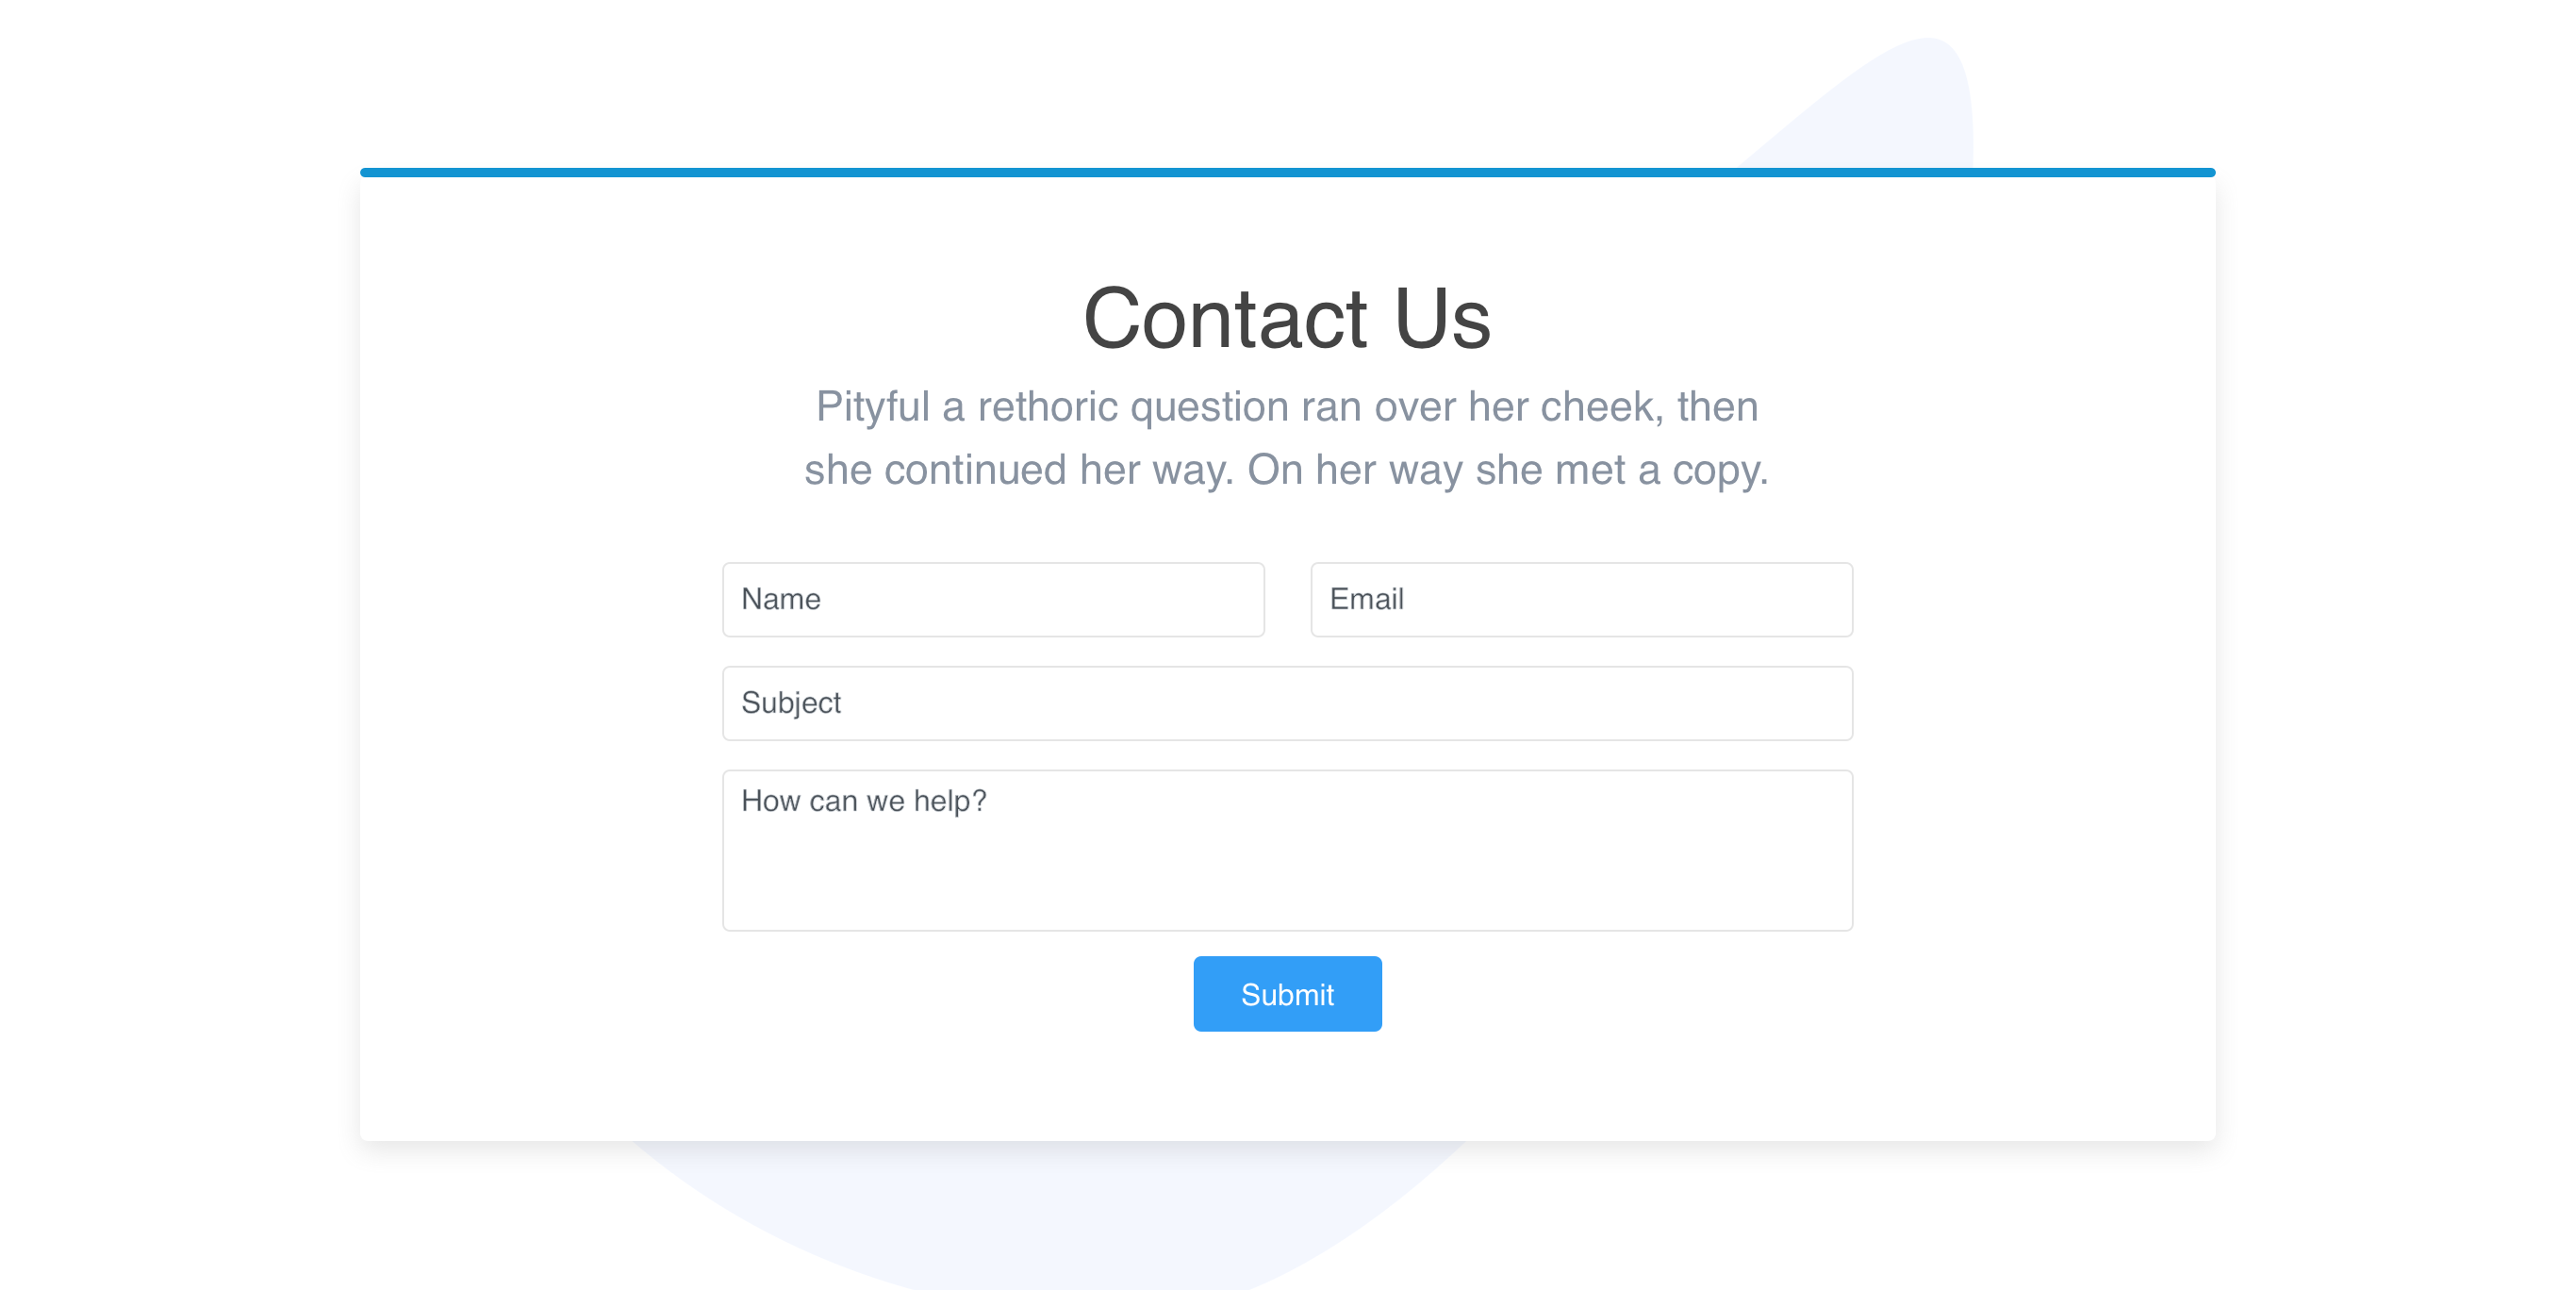 Contact Us
Pityful a rethoric question ran over her cheek, then
she continued her way. On her way she met a copy.
Name
Email
Subject
How can we help?
Submit